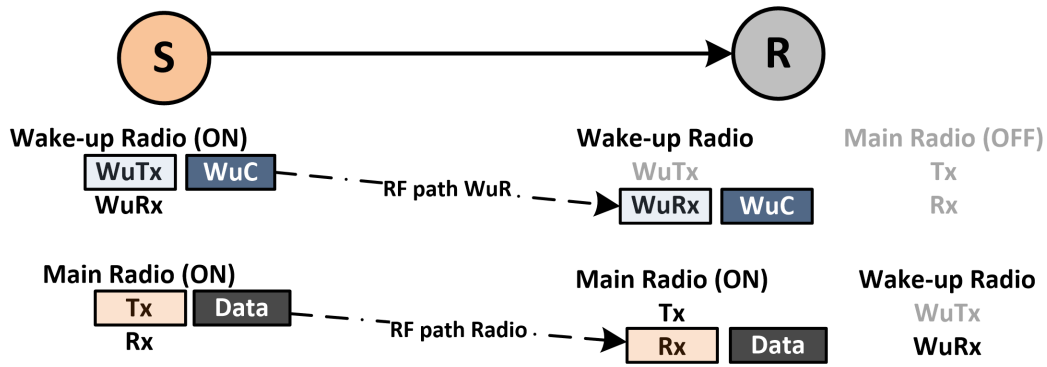 S R
Wake-up Radio (ON) Wake-up Radio Main Radio (OFF)
WuTx WuC WuTx Tx
WuRx RF path WuR WuRx WuC Rx
Main Radio (ON) Main Radio (ON) Wake-up Radio
Tx Data Tx WuTx
Rx RF path Radio Rx Data WuRx